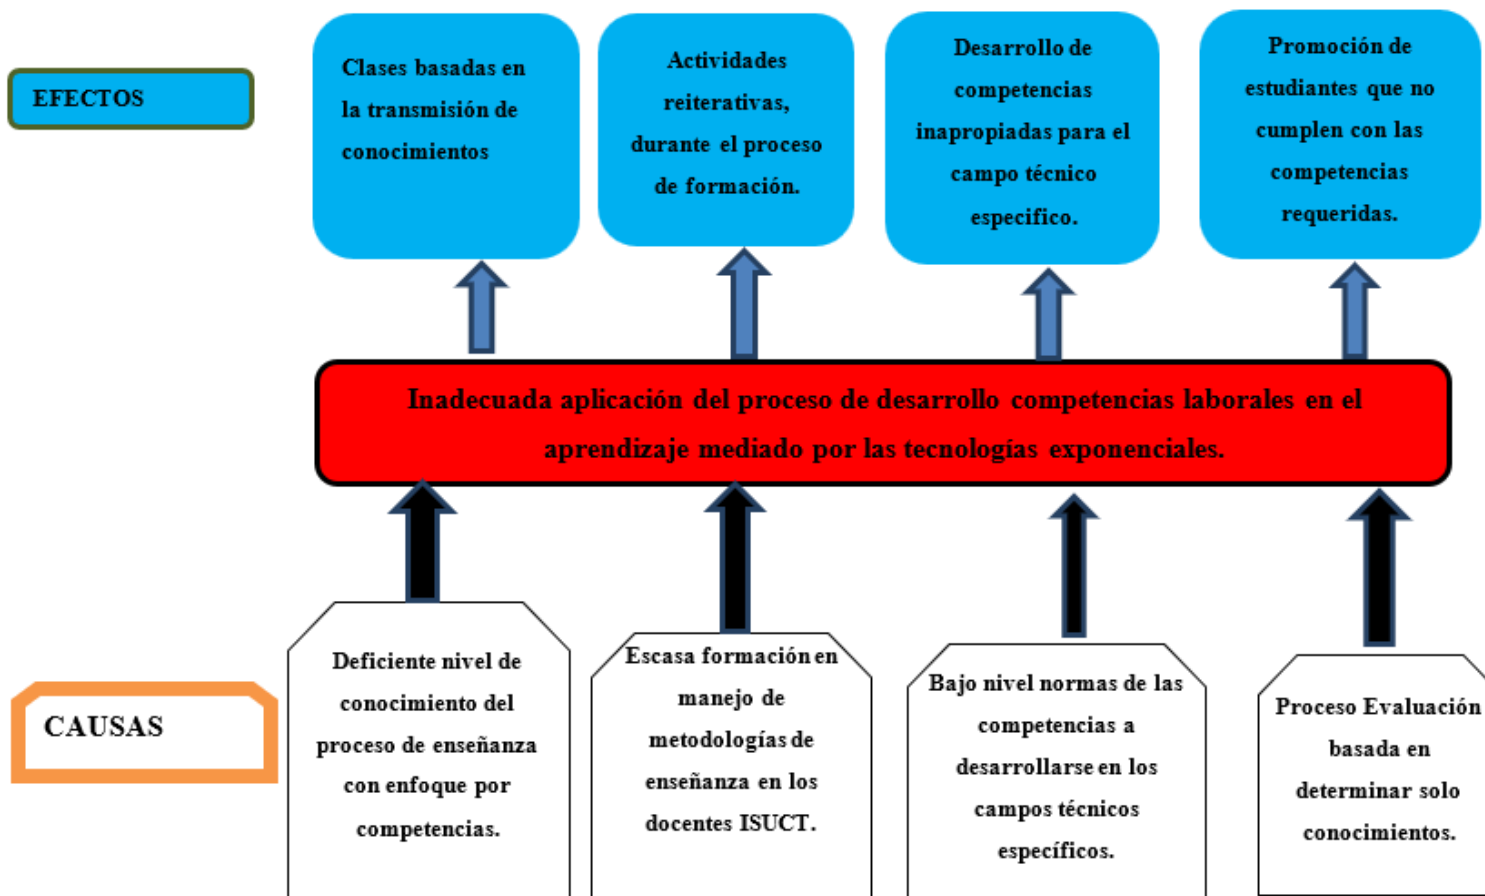 EFECTOS
Clases basadas en
la transmisión de
conocimientos
Actividades
reiterativas,
durante el proceso
de formación.
Desarrollo de
competencias
inapropiadas para el
campo técnico
especifico.
Promoción de
estudiantes que no
cumplen con las
competencias
requeridas.
Inadecuada aplicación del proceso de desarrollo competencias laborales en el
aprendizaje mediado por las tecnologías exponenciales.
CAUSAS
Deficiente nivel de
conocimiento del
proceso de enseñanza
con enfoque por
competencias.
Escasa formación en
manejo de
metodologías de
enseñanza en los
docentes ISUCT.
Bajo nivel normas de las
competencias a
desarrollarse en los
campos técnicos
específicos.
Proceso Evaluación
basada en
determinar solo
conocimientos.